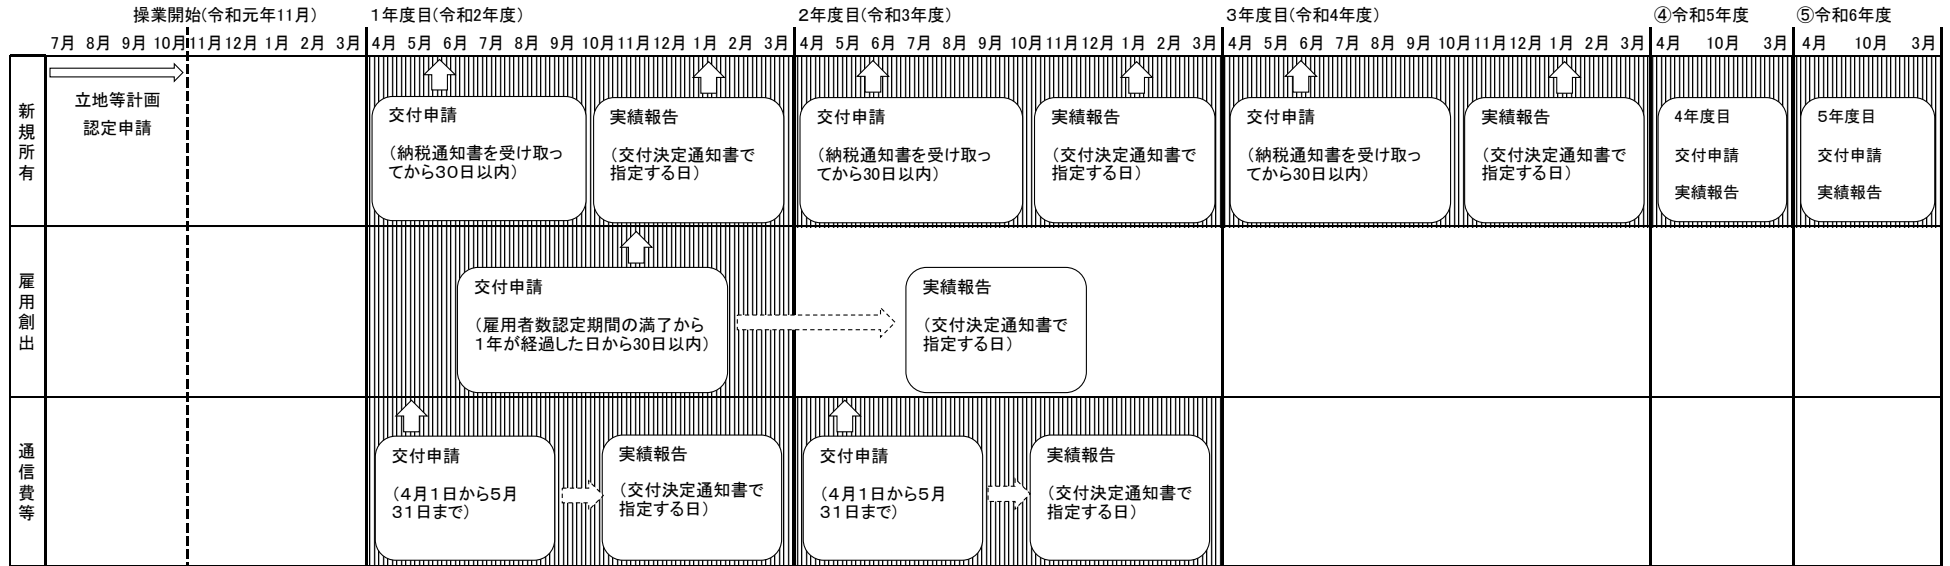 操業開始(令和元年11月)
1年度目(令和2年度)
2年度目(令和3年度)
3年度目(令和4年度)
④令和5年度
⑤令和6年度
7月 8月 9月 10月 11月 12月 1月 2月 3月 4月 5月 6月 7月 8月 9月 10月 11月 12月 1月 2月 3月 4月 5月 6月 7月 8月 9月 10月 11月 12月 1月 2月 3月 4月 5月 6月 7月 8月 9月 10月 11月 12月 1月 2月 3月 4月 10月 3月 4月 10月 3月
新規所有
立地等計画
認定申請
交付申請
(納税通知書を受け取っ
てから30日以内)
実績報告
(交付決定通知書で
指定する日)
交付申請
(納税通知書を受け取っ
てから30日以内)
実績報告
(交付決定通知書で
指定する日)
交付申請
(納税通知書を受け取っ
てから30日以内)
実績報告
(交付決定通知書で
指定する日)
4年度目
交付申請
実績報告
5年度目
交付申請
実績報告
雇用創出
交付申請
(雇用者数認定期間の満了から
1年が経過した日から30日以内)
実績報告
(交付決定通知書で
指定する日)
通信費等
交付申請
(4月1日から5月
31日まで)
実績報告
(交付決定通知書で
指定する日)
交付申請
(4月1日から5月
31日まで)
実績報告
(交付決定通知書で
指定する日)